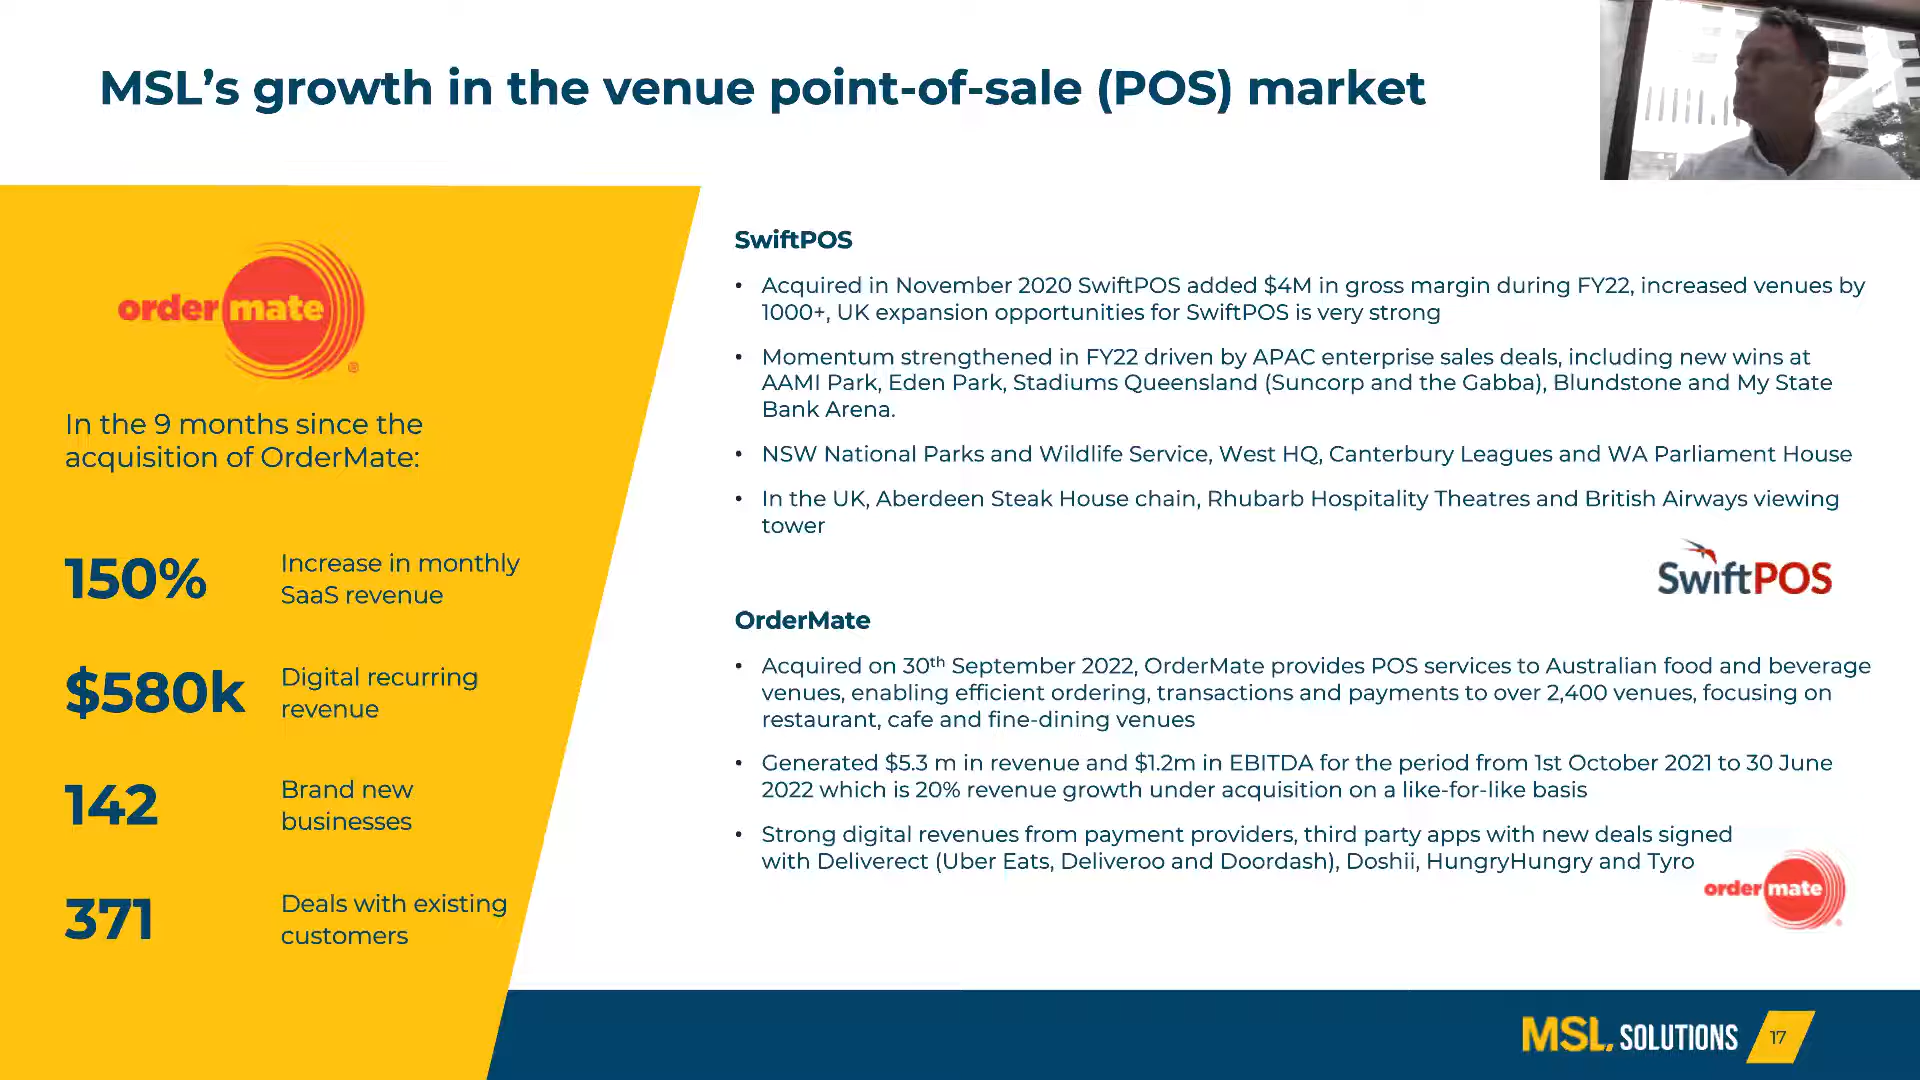 MSL's growth in the venue point-of-sale (POS) market
order mate
®
In the 9 months since the
acquisition of OrderMate:
150%
Increase in monthly
SaaS revenue
$580k
Digital recurring
revenue
142
Brand new
businesses
371
Deals with existing
customers
SwiftPOS
• Acquired in November 2020 SwiftPOS added $4M in gross margin during FY22, increased venues by
1000+, UK expansion opportunities for SwiftPOS is very strong
• Momentum strengthened in FY22 driven by APAC enterprise sales deals, including new wins at
AAMI Park, Eden Park, Stadiums Queensland (Suncorp and the Gabba), Blundstone and My State
Bank Arena.
• NSW National Parks and Wildlife Service, West HQ, Canterbury Leagues and WA Parliament House
• In the UK, Aberdeen Steak House chain, Rhubarb Hospitality Theatres and British Airways viewing
tower
SwiftPOS
OrderMate
• Acquired on 30th September 2022, OrderMate provides POS services to Australian food and beverage
venues, enabling efficient ordering, transactions and payments to over 2,400 venues, focusing on
restaurant, cafe and fine-dining venues
• Generated $5.3 m in revenue and $1.2m in EBITDA for the period from 1st October 2021 to 30 June
2022 which is 20% revenue growth under acquisition on a like-for-like basis
• Strong digital revenues from payment providers, third party apps with new deals signed
with Deliverect (Uber Eats, Deliveroo and Doordash), Doshii, HungryHungry and Tyro
order mate
MSL. SOLUTIONS
17